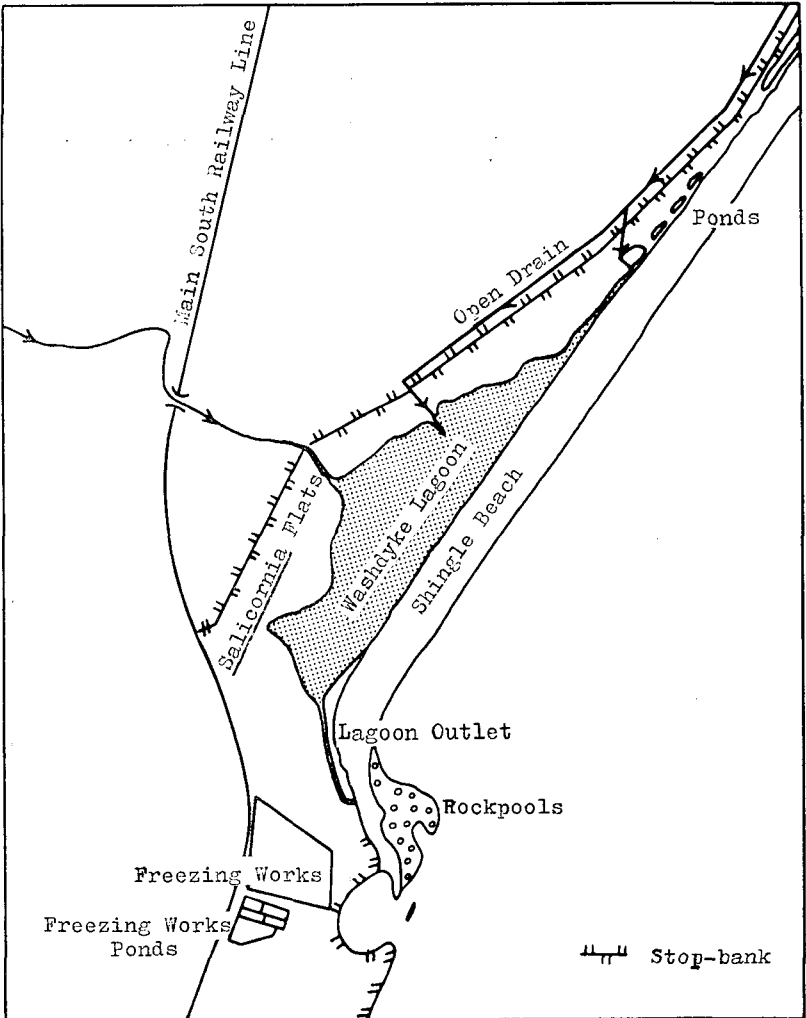 Main South Railway Line
Ponds
Open Drain
Washdyke Lagoon
Shingle Beach
Salicornia Flats
Lagoon Outlet
Rockpools
Freezing Works
Freezing Works
Ponds
Stop-bank